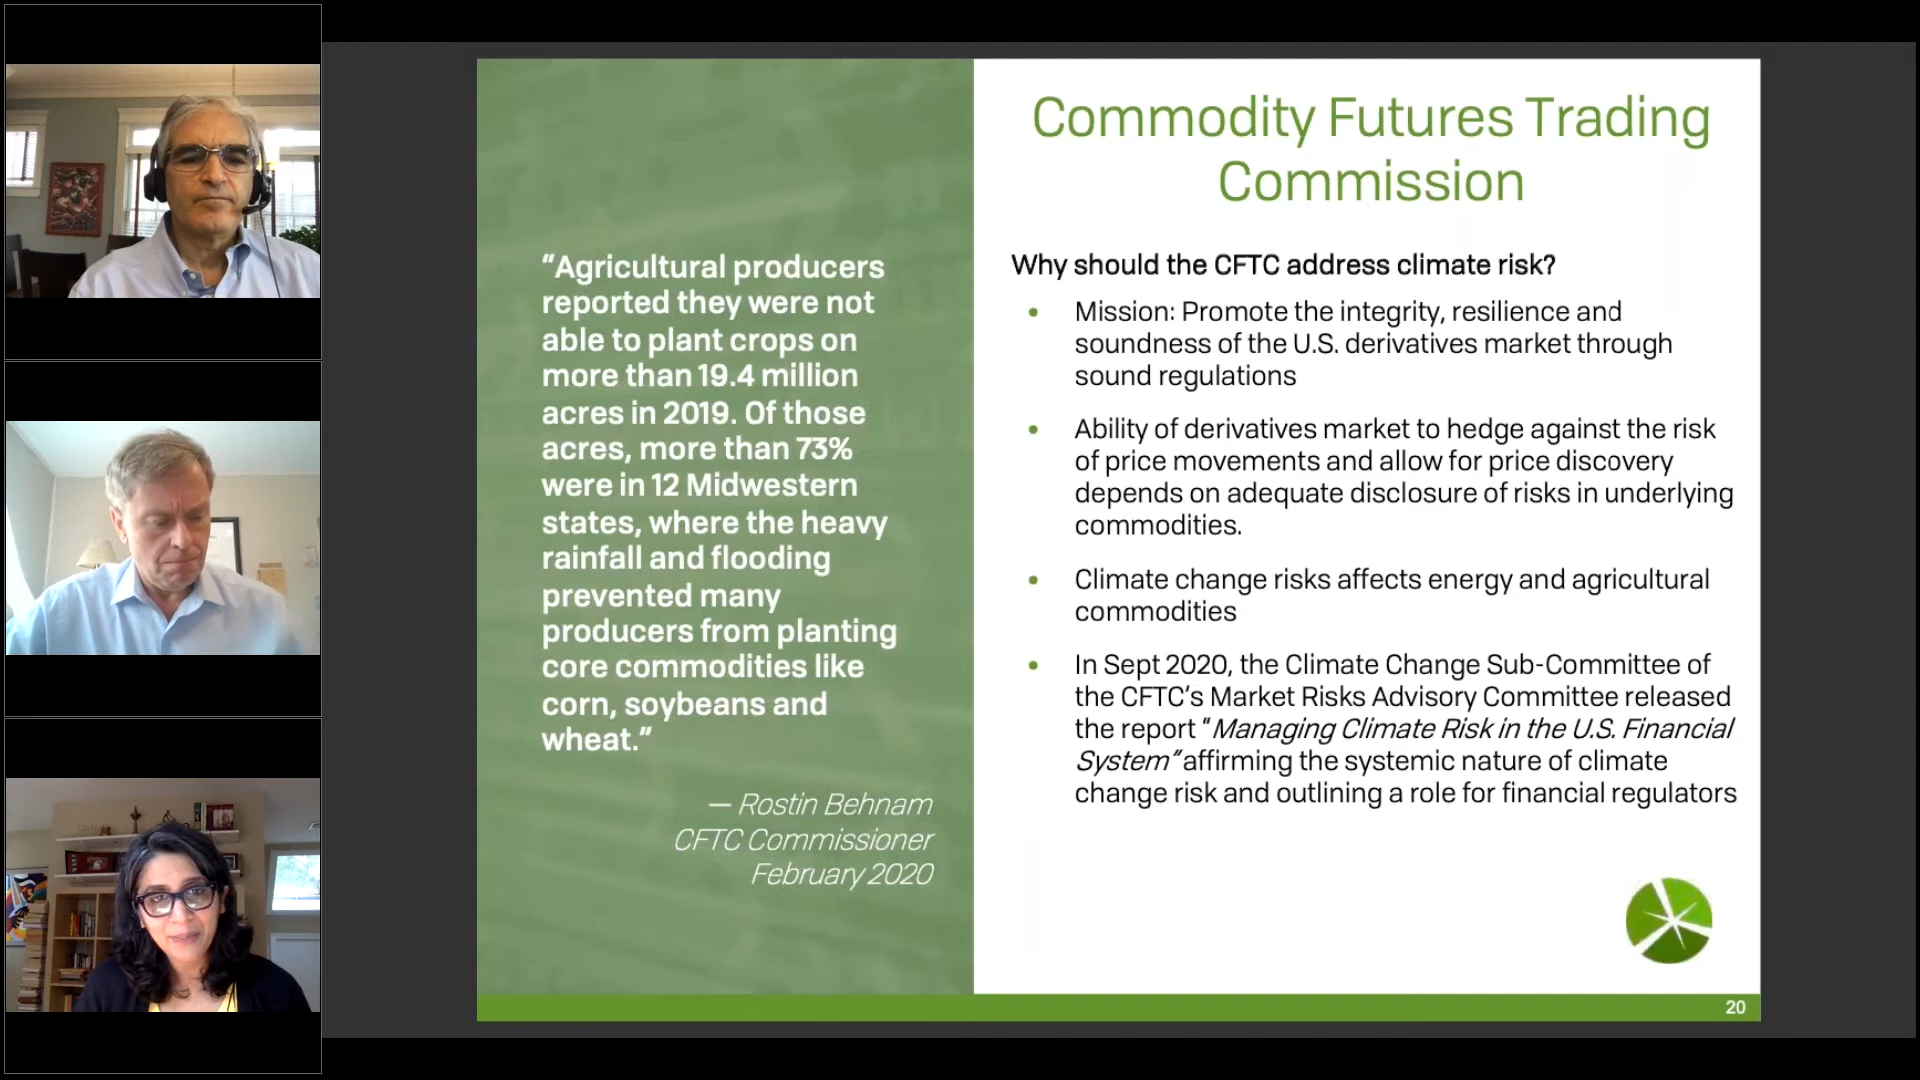 “Agricultural producers
reported they were not
able to plant crops on
more than 19.4 million
acres in 2019. Of those
acres, more than 73%
were in 12 Midwestern
states, where the heavy
rainfall and flooding
prevented many
producers from planting
core commodities like
corn, soybeans and
wheat.”
— Rostin Behnam
CFTC Commissioner
February 2020
Commodity Futures Trading
Commission
Why should the CFTC address climate risk?
• Mission: Promote the integrity, resilience and
soundness of the U.S. derivatives market through
sound regulations
• Ability of derivatives market to hedge against the risk
of price movements and allow for price discovery
depends on adequate disclosure of risks in underlying
commodities.
• Climate change risks affects energy and agricultural
commodities
• In Sept 2020, the Climate Change Sub-Committee of
the CFTC’s Market Risks Advisory Committee released
the report “Managing Climate Risk in the U.S. Financial
System” affirming the systemic nature of climate
change risk and outlining a role for financial regulators
20